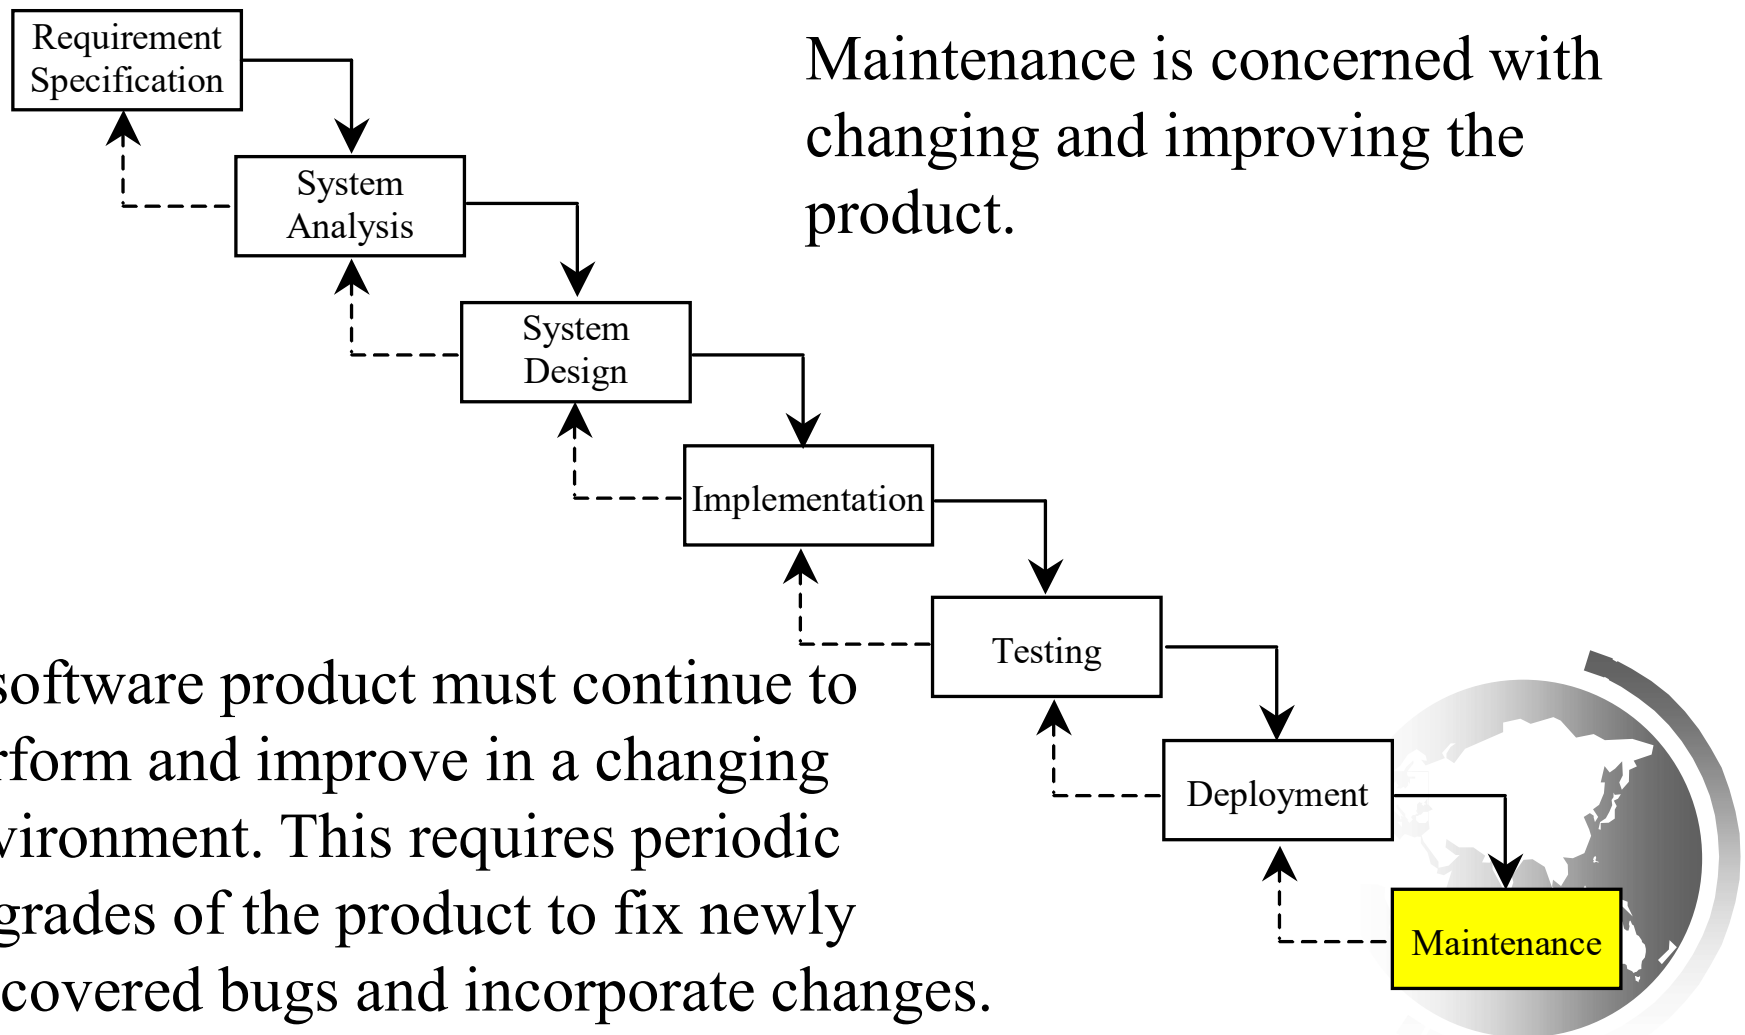 Requirement
Specification
Maintenance is concerned with
changing and improving the
product.
System
Analysis
System
Design
Implementation
Testing
software product must continue to
rform and improve in a changing
vironment. This requires periodic
grades of the product to fix newly
covered bugs and incorporate changes.
Deployment
Maintenance